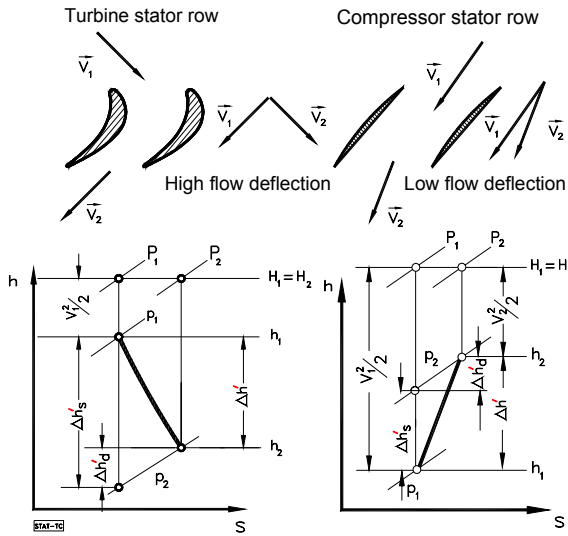 Turbine stator row
Compressor stator row
V₁
V₁
V₁
V₂
V₁
V₂
High flow deflection
Low flow deflection
V₂
V₂
P₁
P₂
P₁
P₂
h
H₁=H₂
H₁=H
V₁²/2
h
p₁
V₂²/2
h₁
V₁²/2
p₂
h₂
Δh's
Δh'
Δh'd
Δh'
h₂
Δh's
Δh'd
p₂
p₁
h₁
STAT-TC
S
S